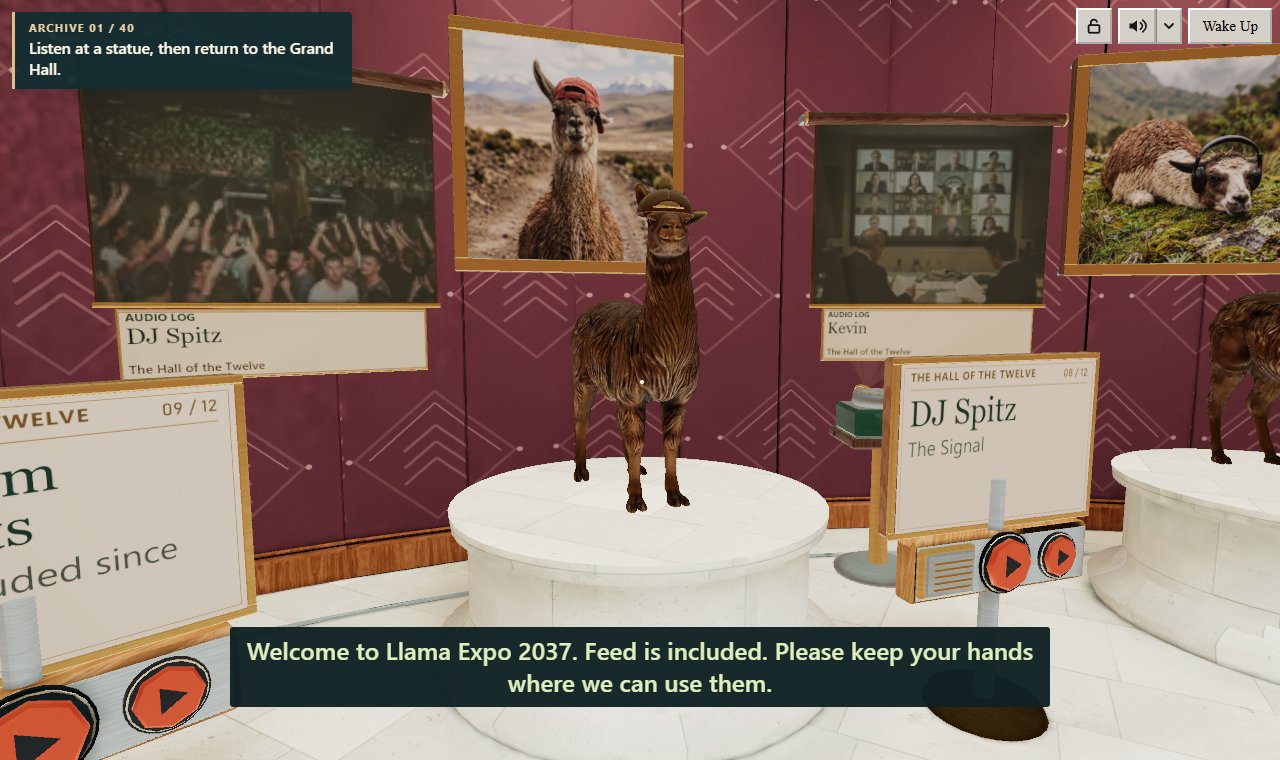 ARCHIVE 01 / 40
Listen at a statue, then return to the Grand
Hall.
Wake Up
AUDIO LOG
DJ Spitz
The Hall of the Twelve
AUDIO LOG
Kevin
The Hall of the Twelve
TWELVE 09 / 12
uded since
THE HALL OF THE TWELVE 08 / 12
DJ Spitz
The Signal
Welcome to Llama Expo 2037. Feed is included. Please keep your hands
where we can use them.